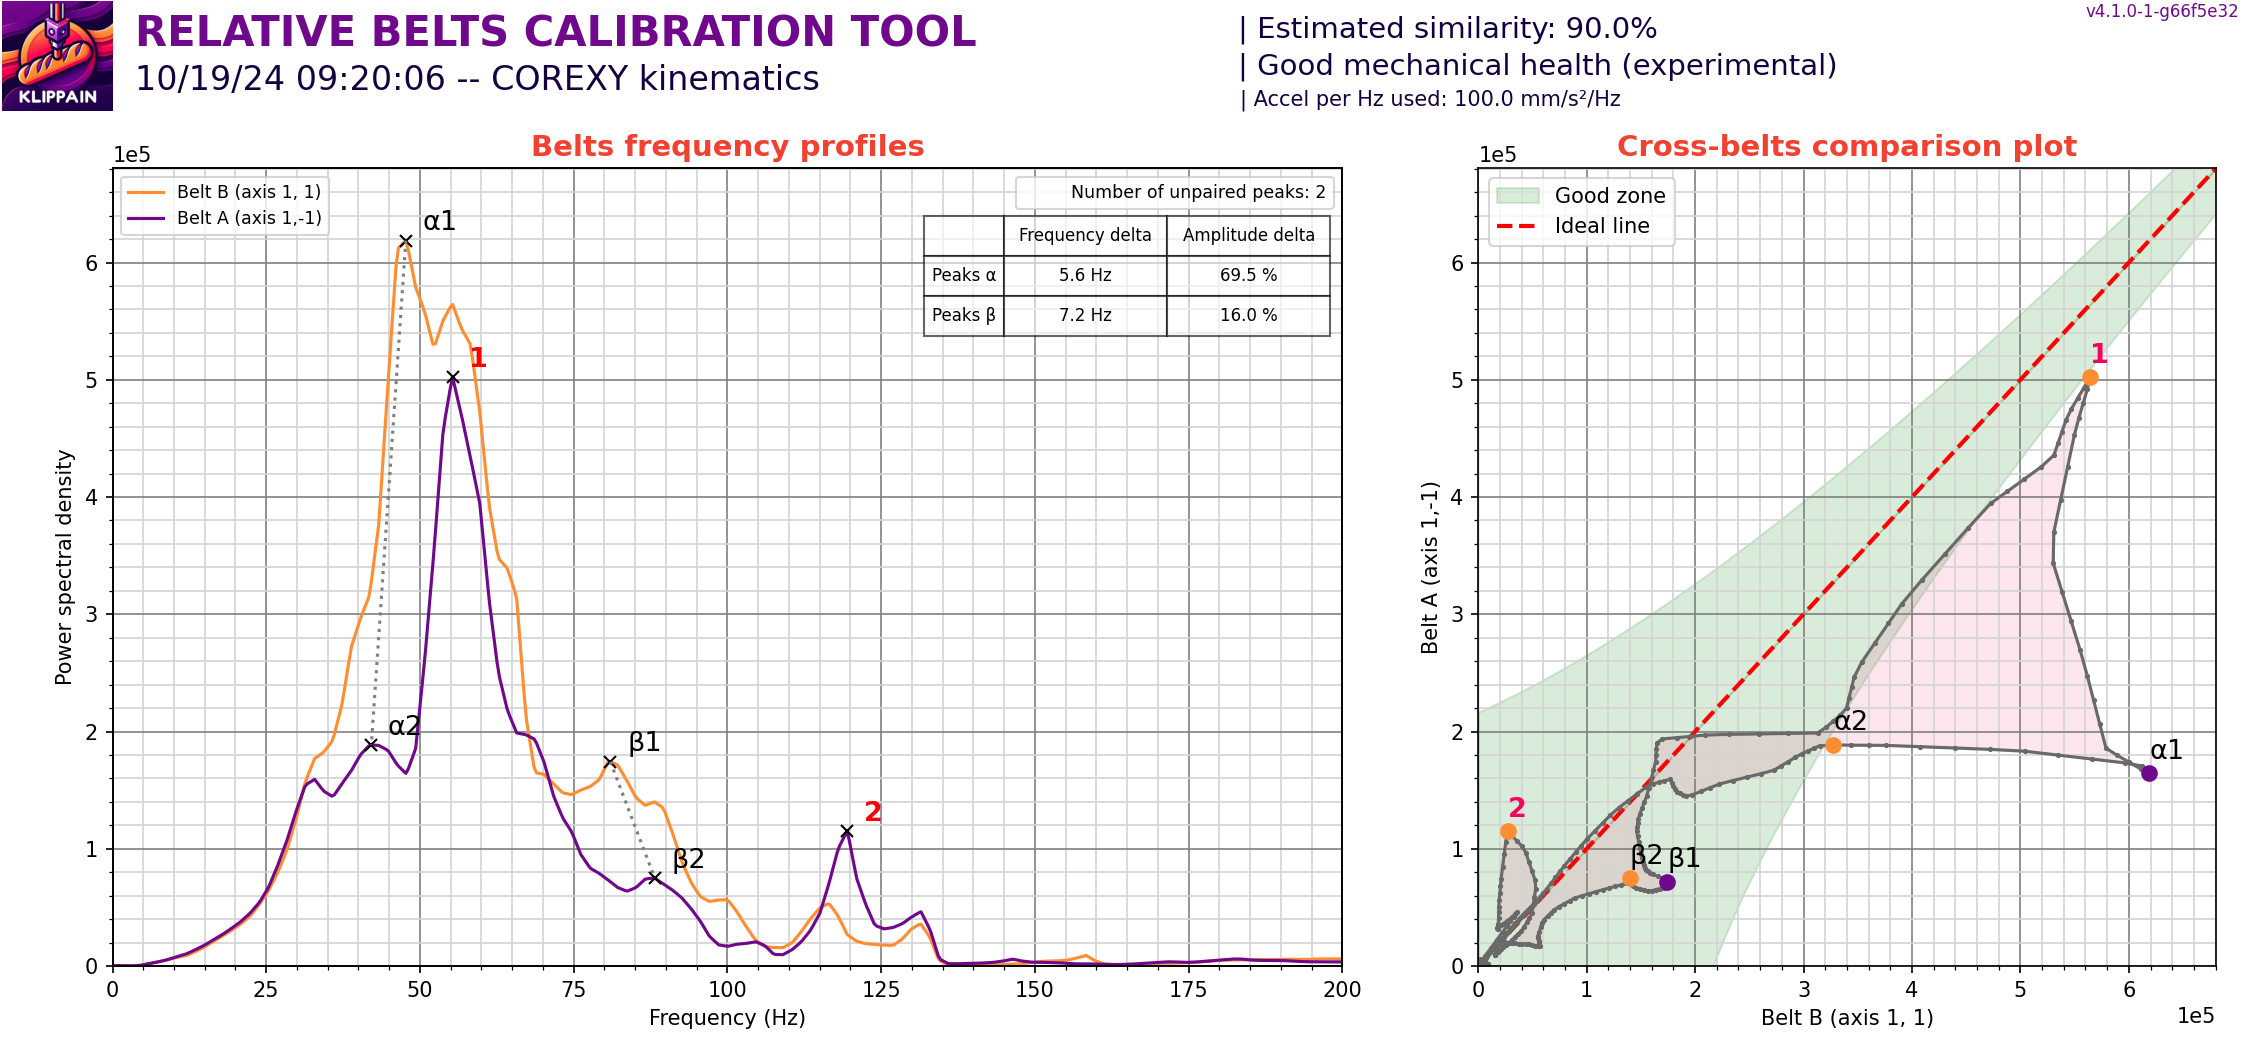 v4.1.0-1-g66f5e32
RELATIVE BELTS CALIBRATION TOOL
10/19/24 09:20:06 -- COREXY kinematics
KLIPPAIN
| Estimated similarity: 90.0%
| Good mechanical health (experimental)
| Accel per Hz used: 100.0 mm/s²/Hz
Belts frequency profiles
1e5
Belt B (axis 1, 1)
Belt A (axis 1,-1)
Number of unpaired peaks: 2
Frequency delta Amplitude delta
Peaks α 5.6 Hz 69.5 %
Peaks β 7.2 Hz 16.0 %
α1
1
α2
β1
β2
2
Power spectral density
6
5
4
3
2
1
0
0 25 50 75 100 125 150 175 200
Frequency (Hz)
Cross-belts comparison plot
1e5
Good zone
Ideal line
1
α2
α1
2
β2 β1
Belt A (axis 1,-1)
6
5
4
3
2
1
0
0 1 2 3 4 5 6
Belt B (axis 1, 1)
1e5